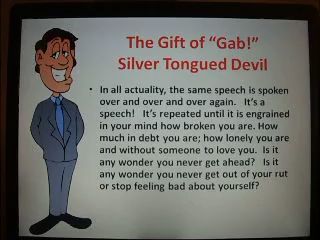 The Gift of “Gab!”
Silver Tongued Devil
• In all actuality, the same speech is spoken
over and over and over again.  It’s a
speech!  It’s repeated until it is engrained
in your mind how broken you are. How
much in debt you are; how lonely you are
and without someone to love you.  Is it
any wonder you never get ahead?  Is it
any wonder you never get out of your rut
or stop feeling bad about yourself?